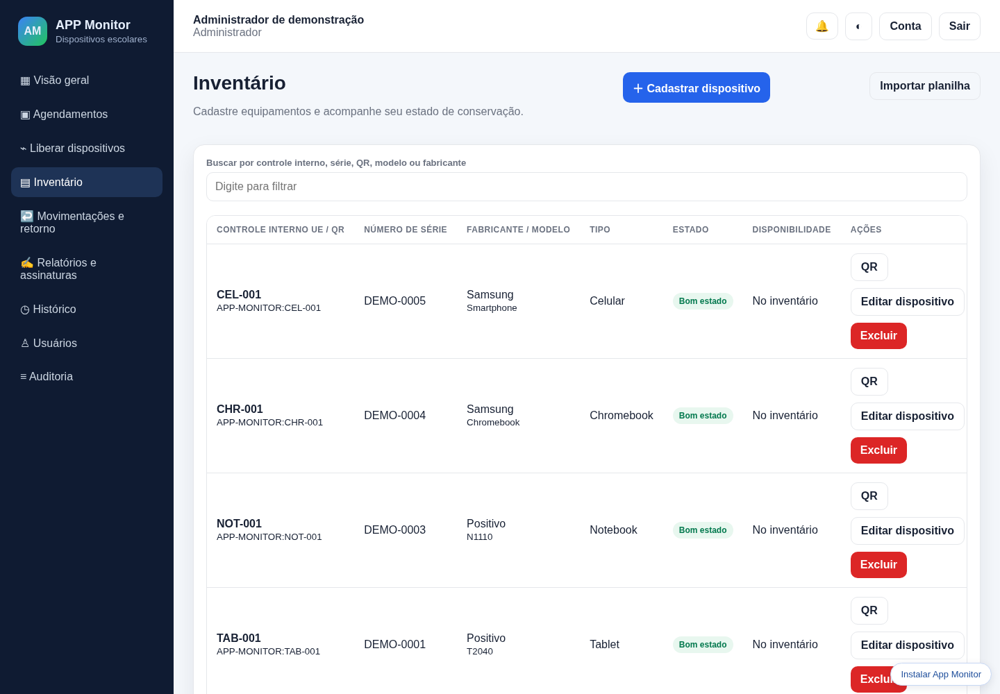 AM
APP Monitor
Dispositivos escolares
Visão geral
Agendamentos
Liberar dispositivos
Inventário
Movimentações e
retorno
Relatórios e
assinaturas
Histórico
Usuários
Auditoria
Administrador de demonstração
Administrador
Conta
Sair
Inventário
Cadastre equipamentos e acompanhe seu estado de conservação.
+ Cadastrar dispositivo
Importar planilha
Buscar por controle interno, série, QR, modelo ou fabricante
Digite para filtrar
CONTROLE INTERNO UE / QR NÚMERO DE SÉRIE FABRICANTE / MODELO TIPO ESTADO DISPONIBILIDADE AÇÕES
CEL-001
APP-MONITOR:CEL-001
DEMO-0005
Samsung
Smartphone
Celular
Bom estado
No inventário
QR
Editar dispositivo
Excluir
CHR-001
APP-MONITOR:CHR-001
DEMO-0004
Samsung
Chromebook
Chromebook
Bom estado
No inventário
QR
Editar dispositivo
Excluir
NOT-001
APP-MONITOR:NOT-001
DEMO-0003
Positivo
N1110
Notebook
Bom estado
No inventário
QR
Editar dispositivo
Excluir
TAB-001
APP-MONITOR:TAB-001
DEMO-0001
Positivo
T2040
Tablet
Bom estado
No inventário
QR
Editar dispositivo
Instalar App Monitor